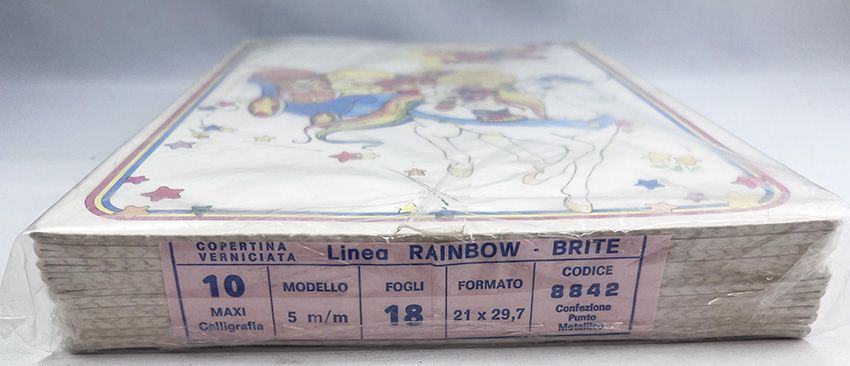 COPERTINA
VERNICIATA
Linea RAINBOW - BRITE
10
MAXI
Calligrafia
MODELLO
5 m/m
FOGLI
18
FORMATO
21 x 29,7
CODICE
8842
Confezione
Punto
Metallico